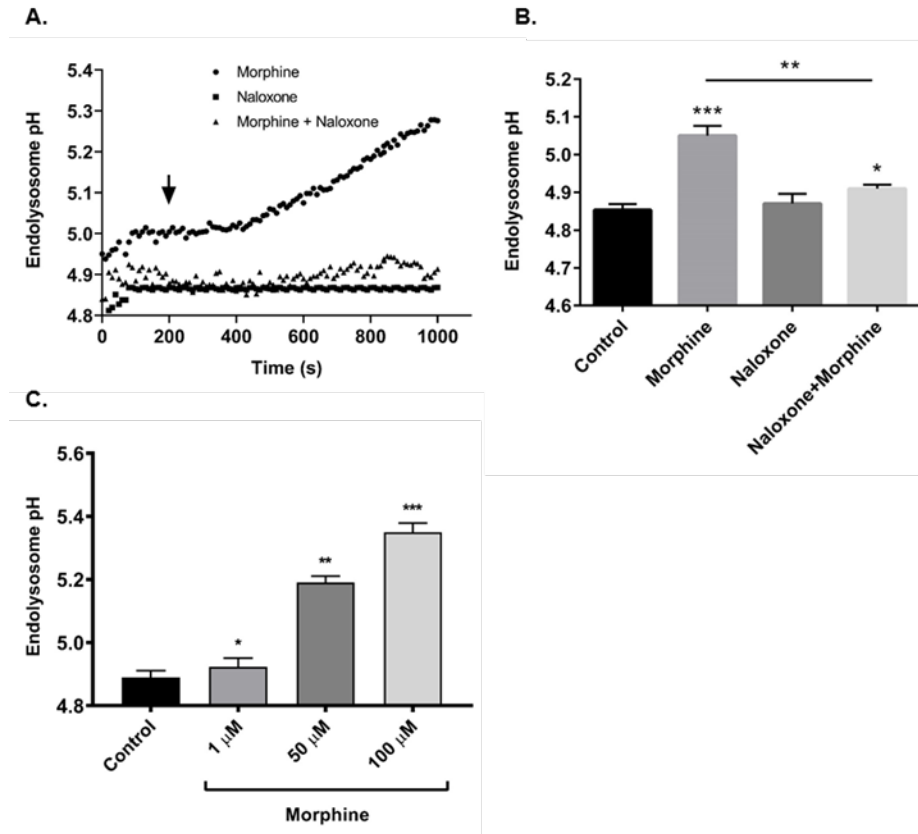 A.
Endolysosome pH
5.4
5.3
5.2
5.1
5.0
4.9
4.8
Morphine
Naloxone
Morphine + Naloxone
0 200 400 600 800 1000
Time (s)
B.
Endolysosome pH
5.2
5.1
5.0
4.9
4.8
4.7
4.6
**
***
*
Control
Morphine
Naloxone
Naloxone+Morphine
C.
Endolysosome pH
5.6
5.4
5.2
5.0
4.8
*
**
***
Control
1 μM
50 μM
100 μM
Morphine